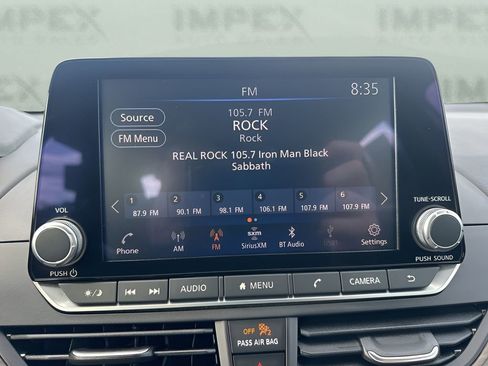 IMPEX
IMPEX
IMPEX
FM
8:35
Source
FM Menu
105.7 FM
ROCK
Rock
REAL ROCK 105.7 Iron Man Black
Sabbath
1 2 3 4 5 6
87.9 FM 90.1 FM 98.1 FM 106.1 FM 107.9 FM 107.9 FM
Phone AM FM sxm SiriusXM BT Audio USB Settings
VOL
PUSH
TUNE·SCROLL
PUSH SOUND
AUDIO MENU CAMERA
OFF 2
PASS AIR BAG